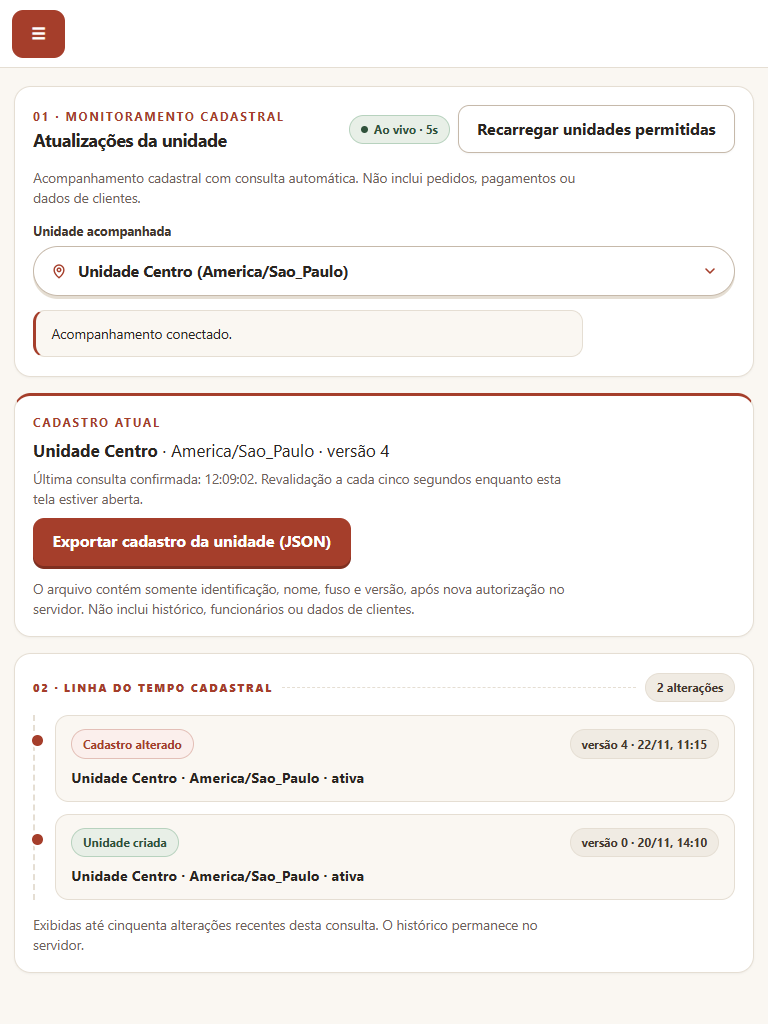 01 · MONITORAMENTO CADASTRAL
Atualizações da unidade
Ao vivo · 5s
Recarregar unidades permitidas
Acompanhamento cadastral com consulta automática. Não inclui pedidos, pagamentos ou
dados de clientes.
Unidade acompanhada
Unidade Centro (America/Sao_Paulo)
Acompanhamento conectado.
CADASTRO ATUAL
Unidade Centro · America/Sao_Paulo · versão 4
Última consulta confirmada: 12:09:02. Revalidação a cada cinco segundos enquanto esta
tela estiver aberta.
Exportar cadastro da unidade (JSON)
O arquivo contém somente identificação, nome, fuso e versão, após nova autorização no
servidor. Não inclui histórico, funcionários ou dados de clientes.
02 · LINHA DO TEMPO CADASTRAL
2 alterações
Cadastro alterado
versão 4 · 22/11, 11:15
Unidade Centro · America/Sao_Paulo · ativa
Unidade criada
versão 0 · 20/11, 14:10
Unidade Centro · America/Sao_Paulo · ativa
Exibidas até cinquenta alterações recentes desta consulta. O histórico permanece no
servidor.